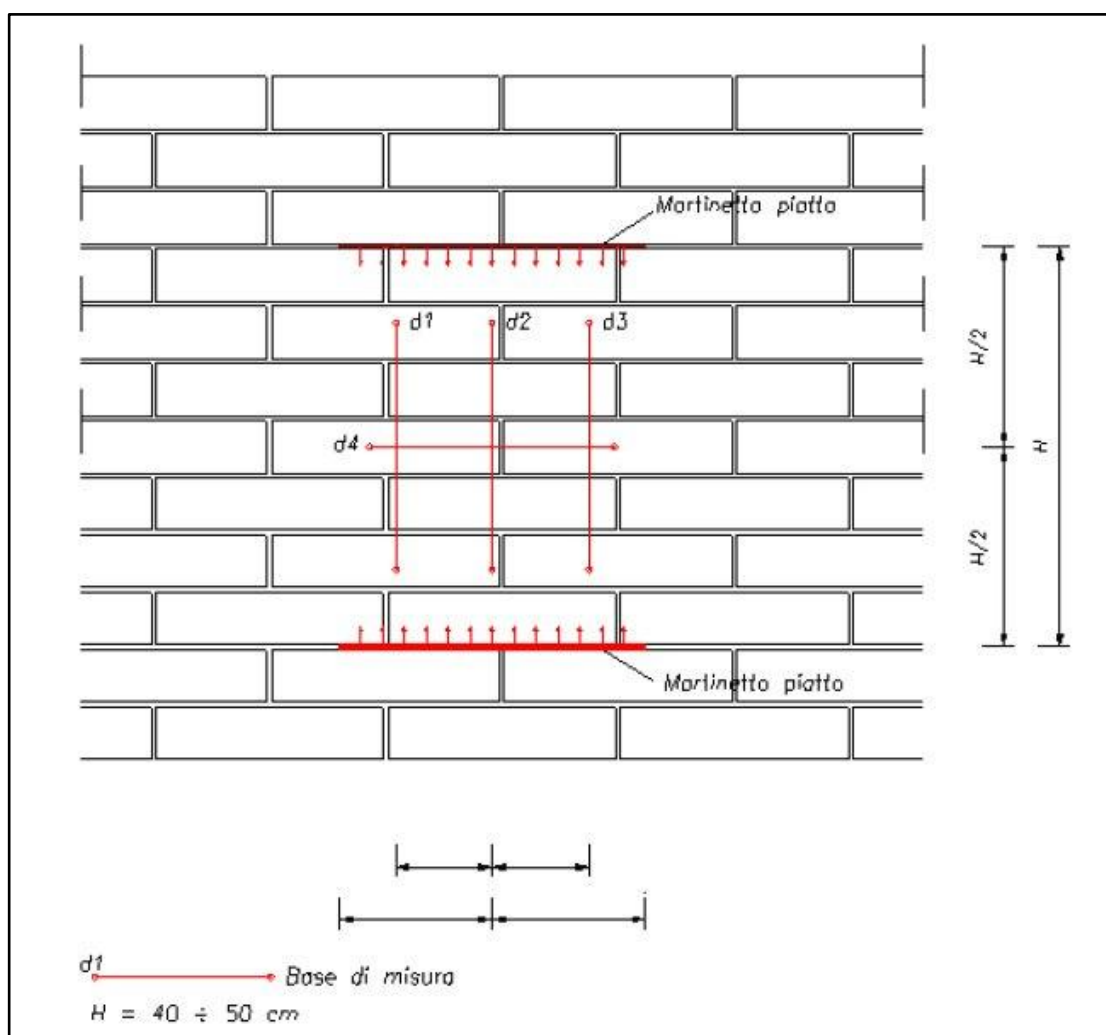 Martinetto piatto
d1
d2
d3
d4
H/2
H
H/2
Martinetto piatto
d1
Base di misura
H = 40 ÷ 50 cm